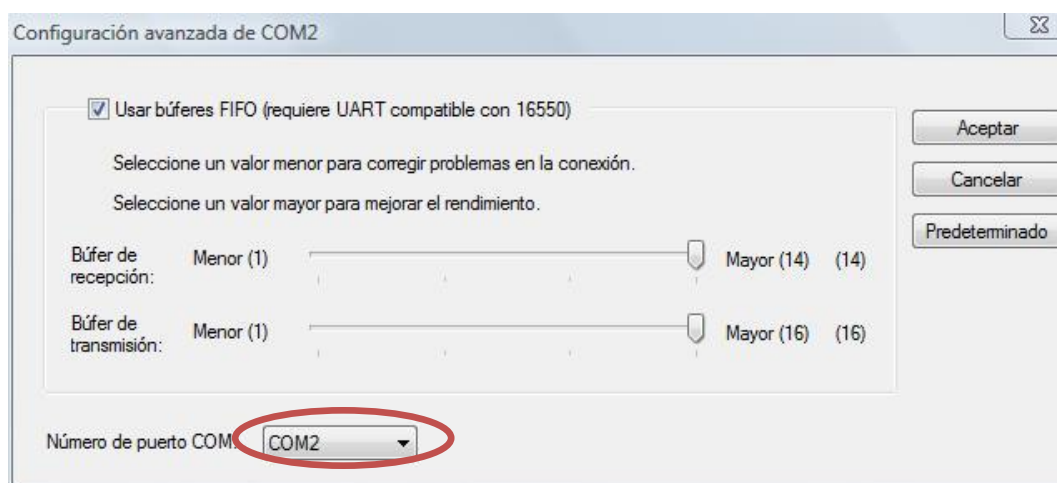 Configuración avanzada de COM2
Usar búferes FIFO (requiere UART compatible con 16550)
Seleccione un valor menor para corregir problemas en la conexión.
Seleccione un valor mayor para mejorar el rendimiento.
Búfer de
recepción:
Menor (1)
Mayor (14)
(14)
Búfer de
transmisión:
Menor (1)
Mayor (16)
(16)
Número de puerto COM:
COM2
Aceptar
Cancelar
Predeterminado